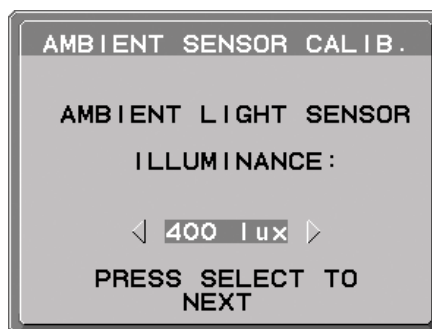 AMBIENT SENSOR CALIB.
AMBIENT LIGHT SENSOR
ILLUMINANCE:
400 lux
PRESS SELECT TO
NEXT